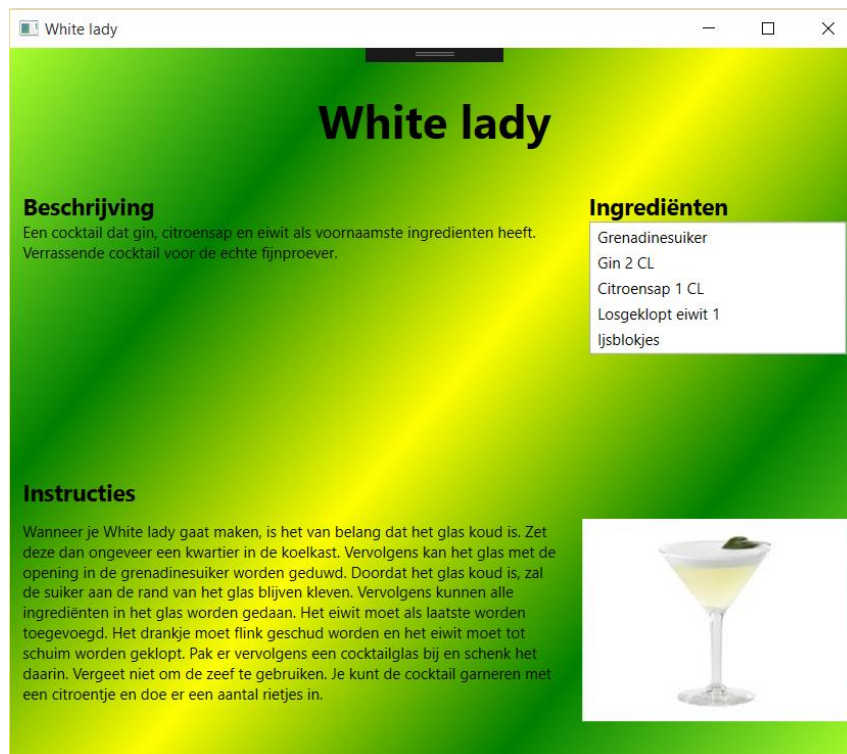 White lady
White lady
Beschrijving
Een cocktail dat gin, citroensap en eiwit als voornaamste ingredienten heeft.
Verrassende cocktail voor de echte fijnproever.
Ingrediënten
Grenadinesuiker
Gin 2 CL
Citroensap 1 CL
Losgeklopt eiwit 1
Ijsblokjes
Instructies
Wanneer je White lady gaat maken, is het van belang dat het glas koud is. Zet
deze dan ongeveer een kwartier in de koelkast. Vervolgens kan het glas met de
opening in de grenadinesuiker worden geduwd. Doordat het glas koud is, zal
de suiker aan de rand van het glas blijven kleven. Vervolgens kunnen alle
ingrediënten in het glas worden gedaan. Het eiwit moet als laatste worden
toegevoegd. Het drankje moet flink geschud worden en het eiwit moet tot
schuim worden geklopt. Pak er vervolgens een cocktailglas bij en schenk het
daarin. Vergeet niet om de zeef te gebruiken. Je kunt de cocktail garneren met
een citroentje en doe er een aantal rietjes in.